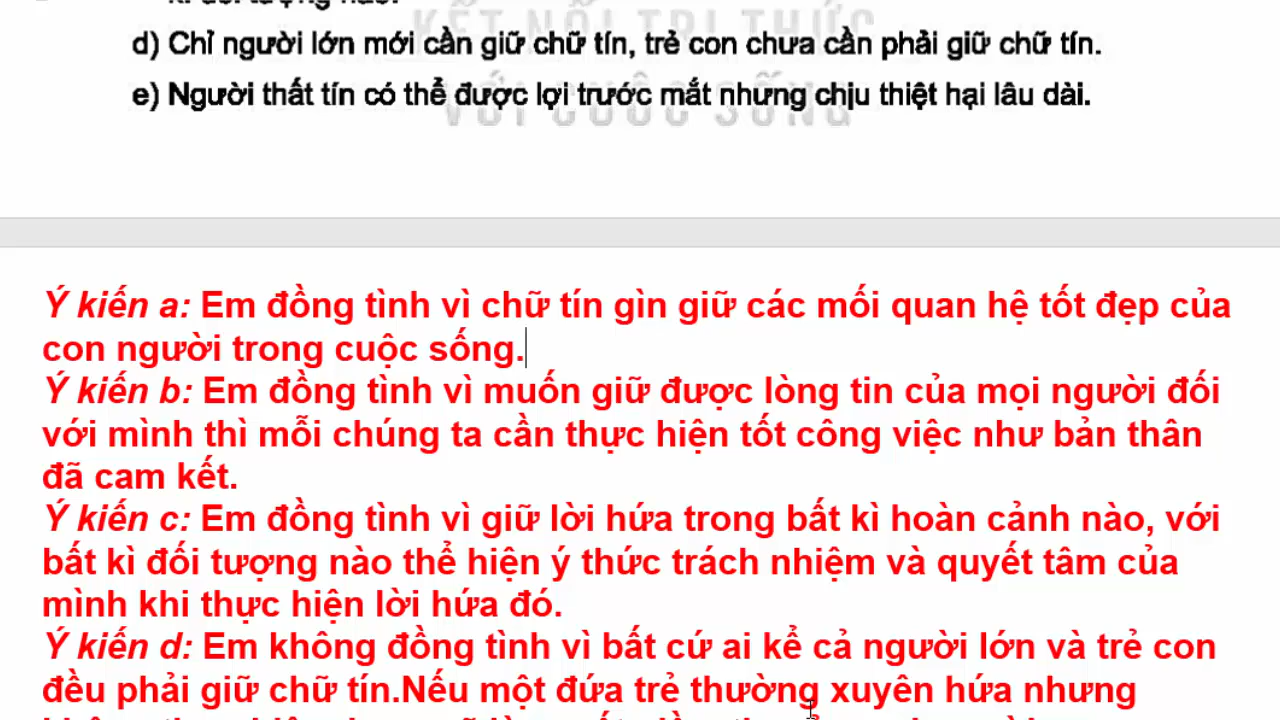 KẾT NỐI TRI THỨC
d) Chỉ người lớn mới cần giữ chữ tín, trẻ con chưa cần phải giữ chữ tín.
e) Người thất tín có thể được lợi trước mắt nhưng chịu thiệt hại lâu dài.
VỚI CUỘC SỐNG
Ý kiến a: Em đồng tình vì chữ tín gìn giữ các mối quan hệ tốt đẹp của
con người trong cuộc sống.
Ý kiến b: Em đồng tình vì muốn giữ được lòng tin của mọi người đối
với mình thì mỗi chúng ta cần thực hiện tốt công việc như bản thân
đã cam kết.
Ý kiến c: Em đồng tình vì giữ lời hứa trong bất kì hoàn cảnh nào, với
bất kì đối tượng nào thể hiện ý thức trách nhiệm và quyết tâm của
mình khi thực hiện lời hứa đó.
Ý kiến d: Em không đồng tình vì bất cứ ai kể cả người lớn và trẻ con
đều phải giữ chữ tín.Nếu một đứa trẻ thường xuyên hứa nhưng